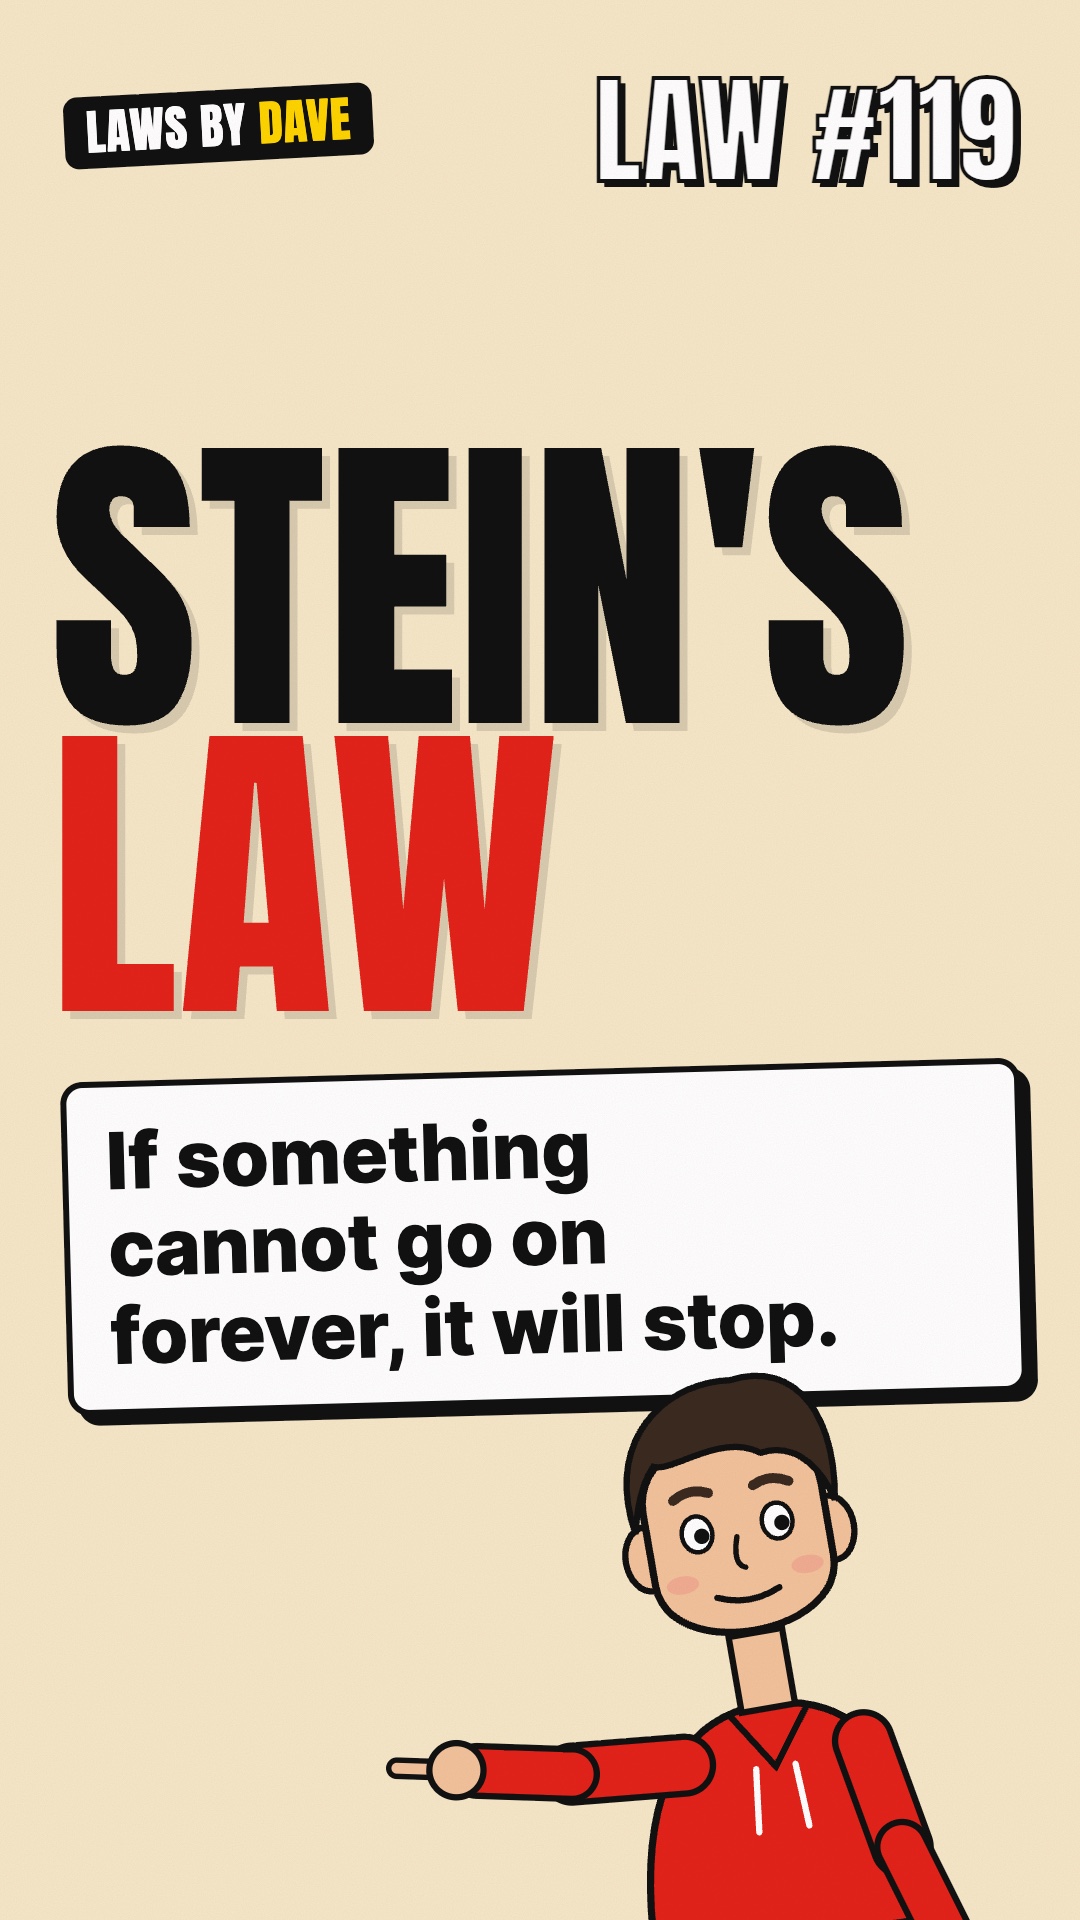 LAWS BY DAVE
LAW #119
STEIN'S
LAW
If something
cannot go on
forever, it will stop.